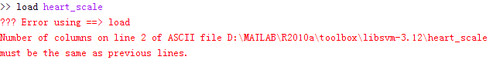 >> load heart_scale
??? Error using ==> load
Number of columns on line 2 of ASCII file D:\MATLAB\R2010a\toolbox\libsvm-3.12\heart_scale
must be the same as previous lines.